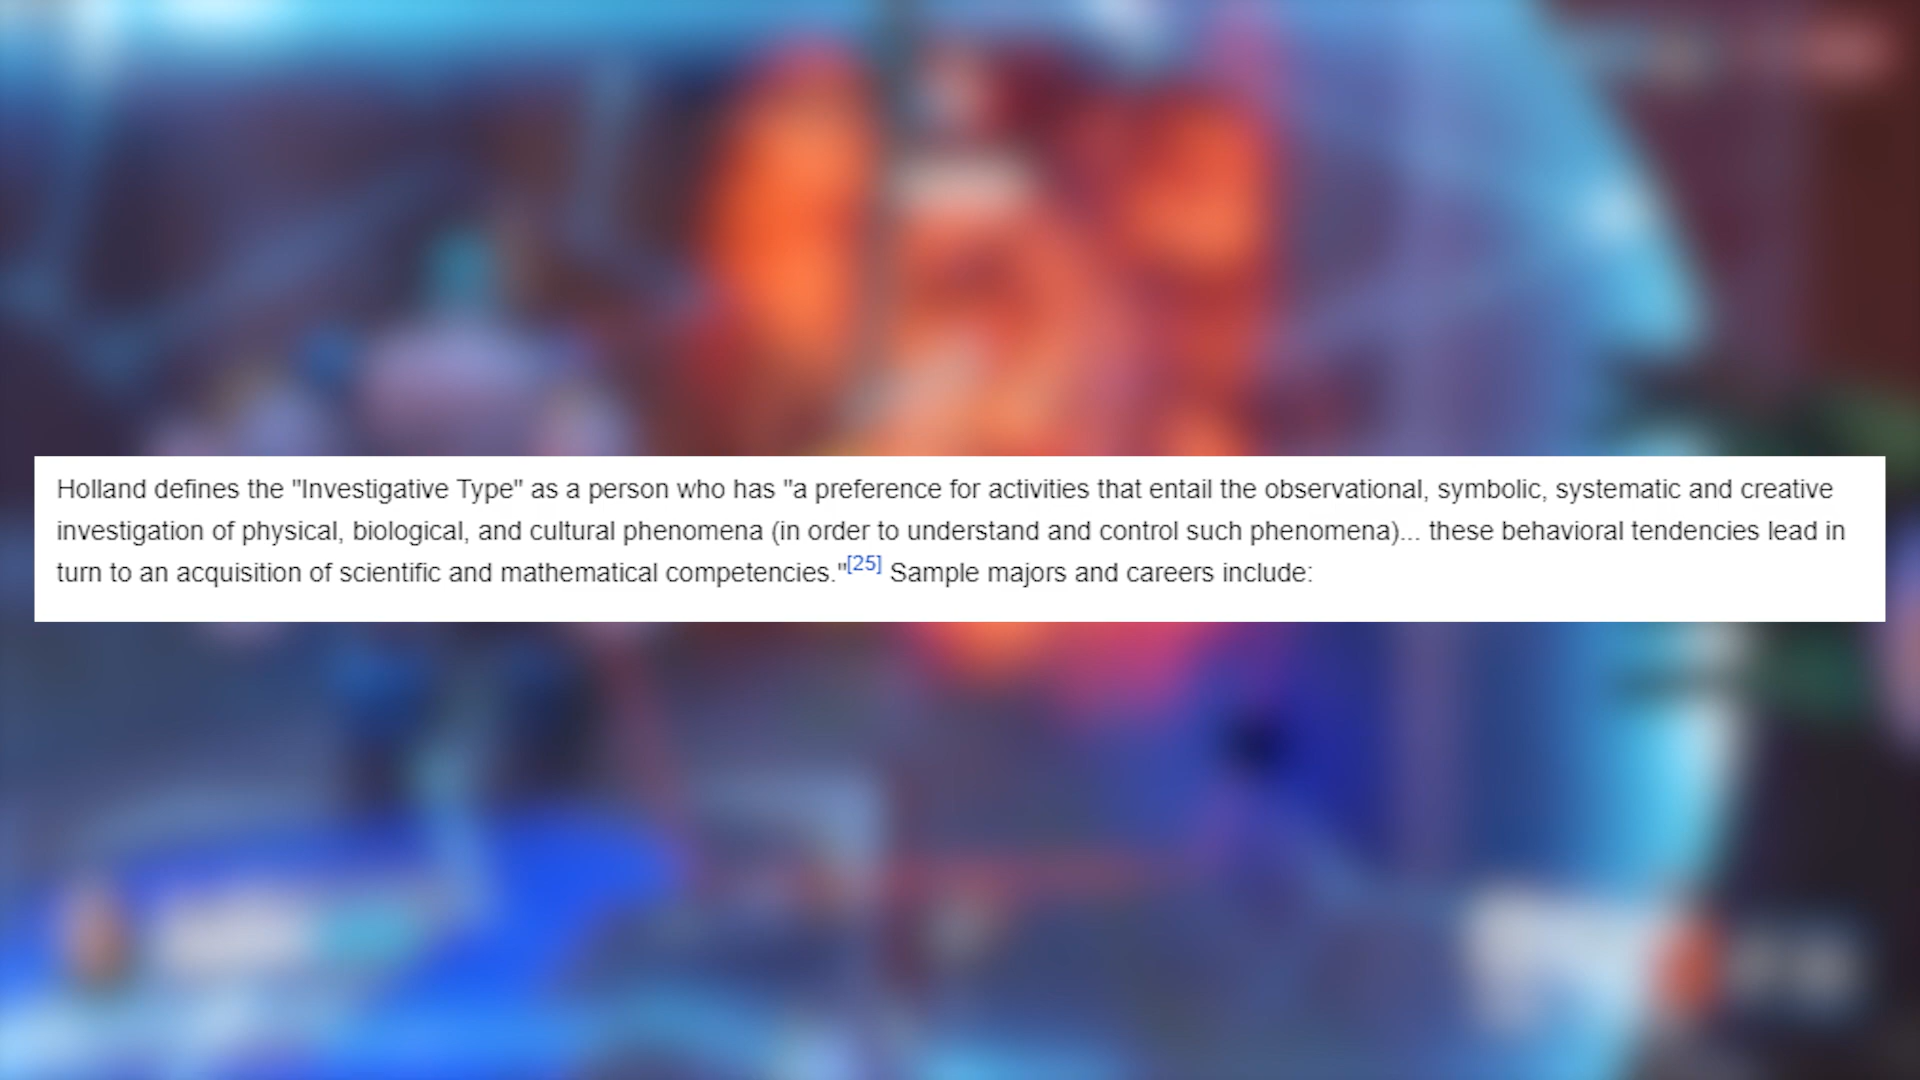 Holland defines the "Investigative Type" as a person who has "a preference for activities that entail the observational, symbolic, systematic and creative
investigation of physical, biological, and cultural phenomena (in order to understand and control such phenomena)... these behavioral tendencies lead in
turn to an acquisition of scientific and mathematical competencies."[25] Sample majors and careers include: